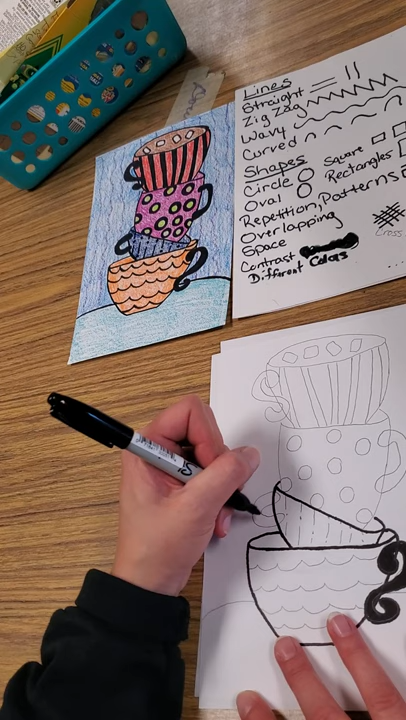 Lines
Straight
Zig Zag
Wavy
Curved
Shapes
Circle
Oval
Square
Rectangles
Repetition, Patterns
Overlapping
Space
Contrast
Different Colors
Cross